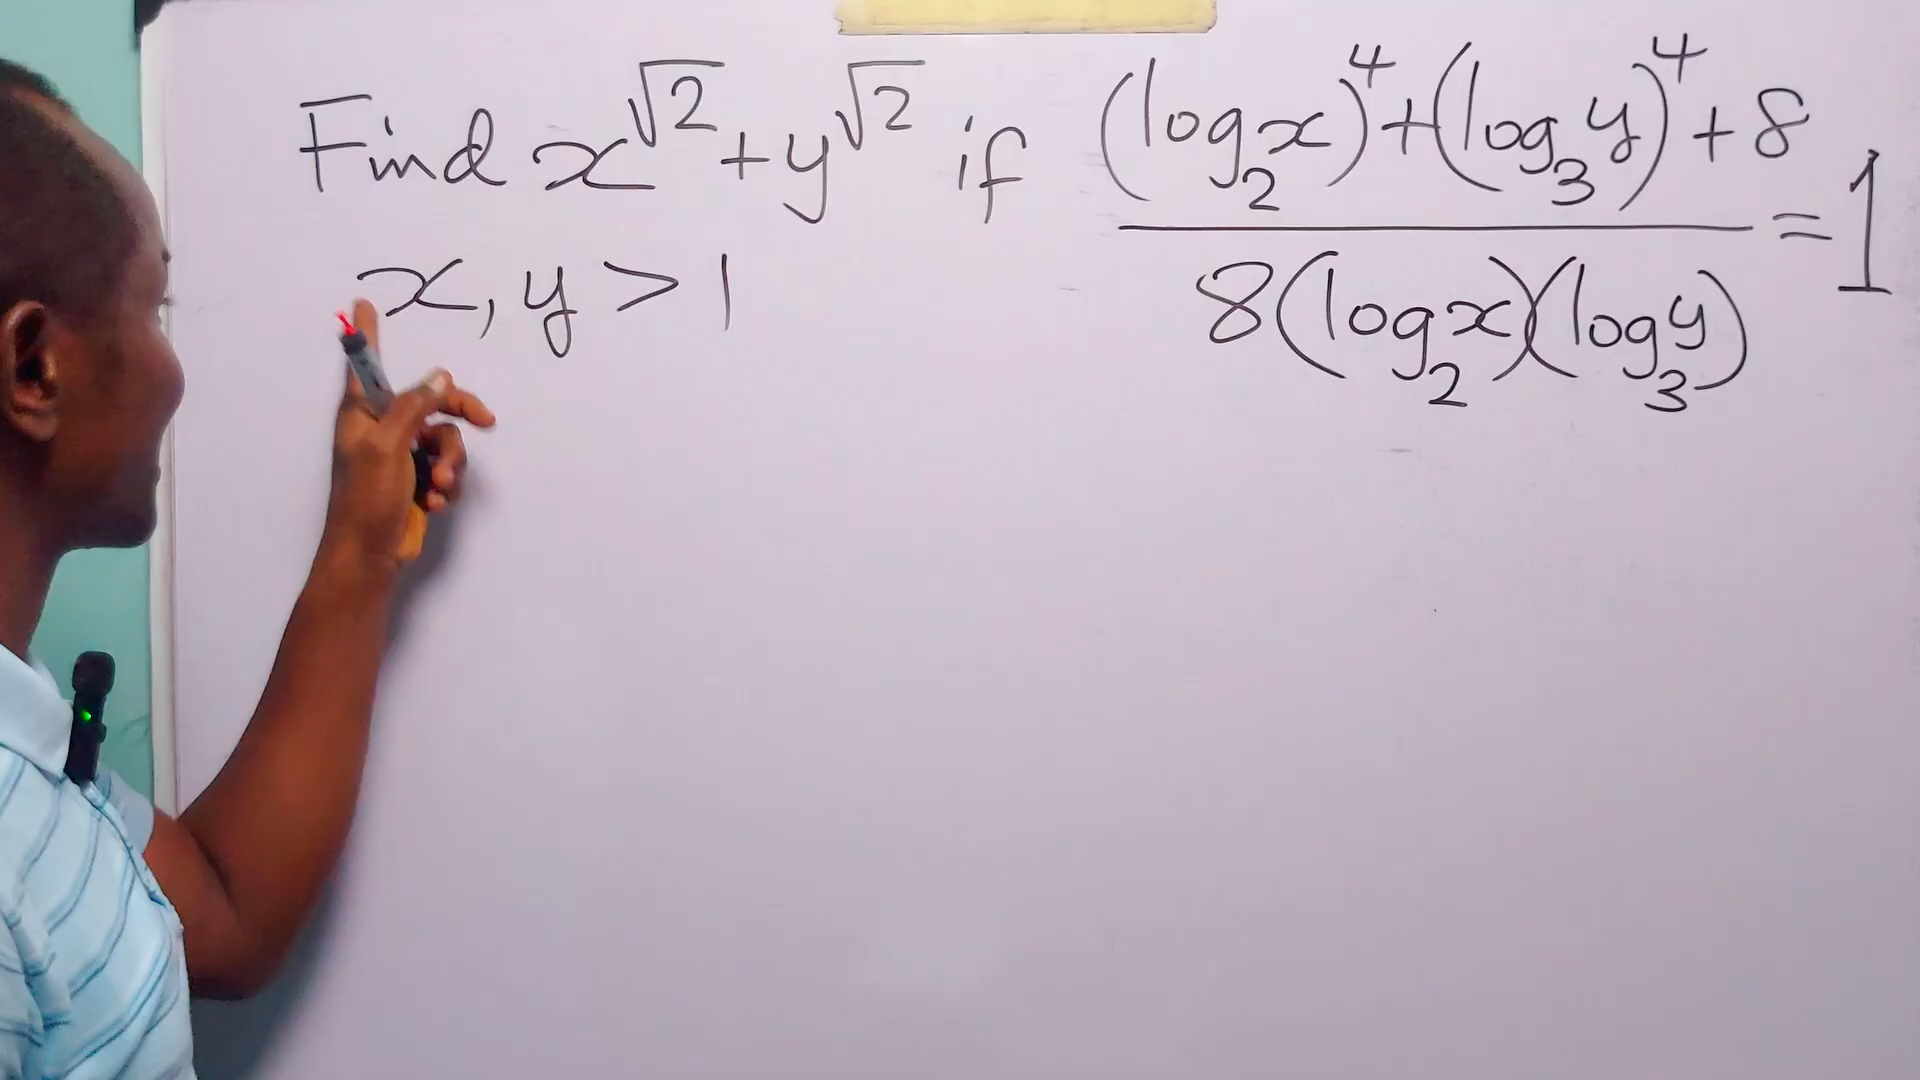 Find x^√2 + y^√2 if ((log₂x)⁴ + (log₃y)⁴ + 8) / (8(log₂x)(log₃y)) = 1
x, y > 1